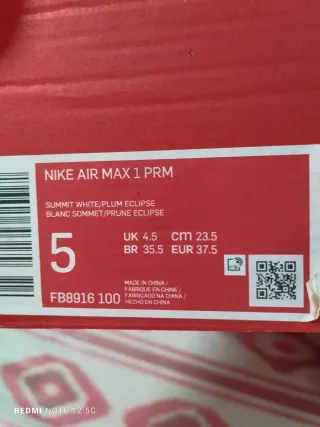 NIKE AIR MAX 1 PRM
SUMMIT WHITE/PLUM ECLIPSE
BLANC SOMMET/PRUNE ECLIPSE
5
UK 4.5 cm 23.5
BR 35.5 EUR 37.5
FB8916 100
MADE IN CHINA /
FABRIQUE EN CHINE /
FABRICADO NA CHINA /
HECHO EN CHINA
REDMI NOTE 12 5G